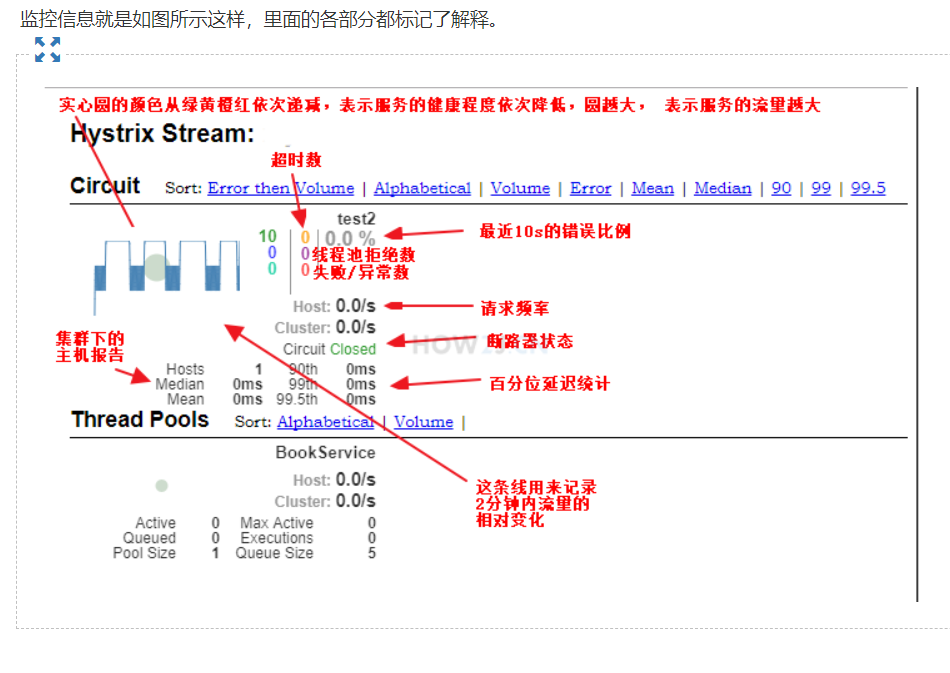 监控信息就是如图所示这样，里面的各部分都标记了解释。
实心圆的颜色从绿黄橙红依次递减，表示服务的健康程度依次降低，圆越大， 表示服务的流量越大
Hystrix Stream:
超时数
Circuit Sort: Error then Volume | Alphabetical | Volume | Error | Mean | Median | 90 | 99 | 99.5
test2
10 0 0.0 % 最近10s的错误比例
0 0 线程池拒绝数
0 0 失败/异常数
Host: 0.0/s 请求频率
Cluster: 0.0/s
Circuit Closed 断路器状态
集群下的
主机报告
Hosts 1 90th 0ms
Median 0ms 99th 0ms 百分位延迟统计
Mean 0ms 99.5th 0ms
Thread Pools Sort: Alphabetical | Volume |
BookService
Host: 0.0/s
Cluster: 0.0/s
这条线用来记录
2分钟内流量的
相对变化
Active 0 Max Active 0
Queued 0 Executions 0
Pool Size 1 Queue Size 5